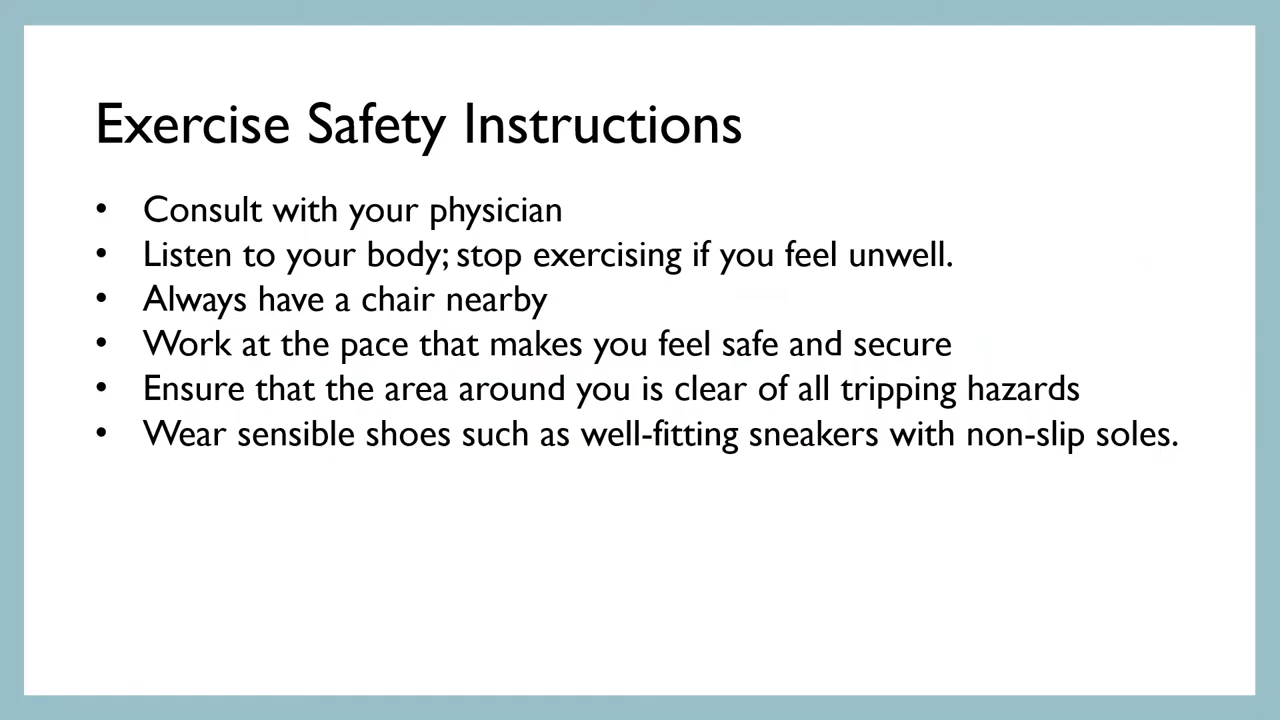 Exercise Safety Instructions
• Consult with your physician
• Listen to your body; stop exercising if you feel unwell.
• Always have a chair nearby
• Work at the pace that makes you feel safe and secure
• Ensure that the area around you is clear of all tripping hazards
• Wear sensible shoes such as well-fitting sneakers with non-slip soles.